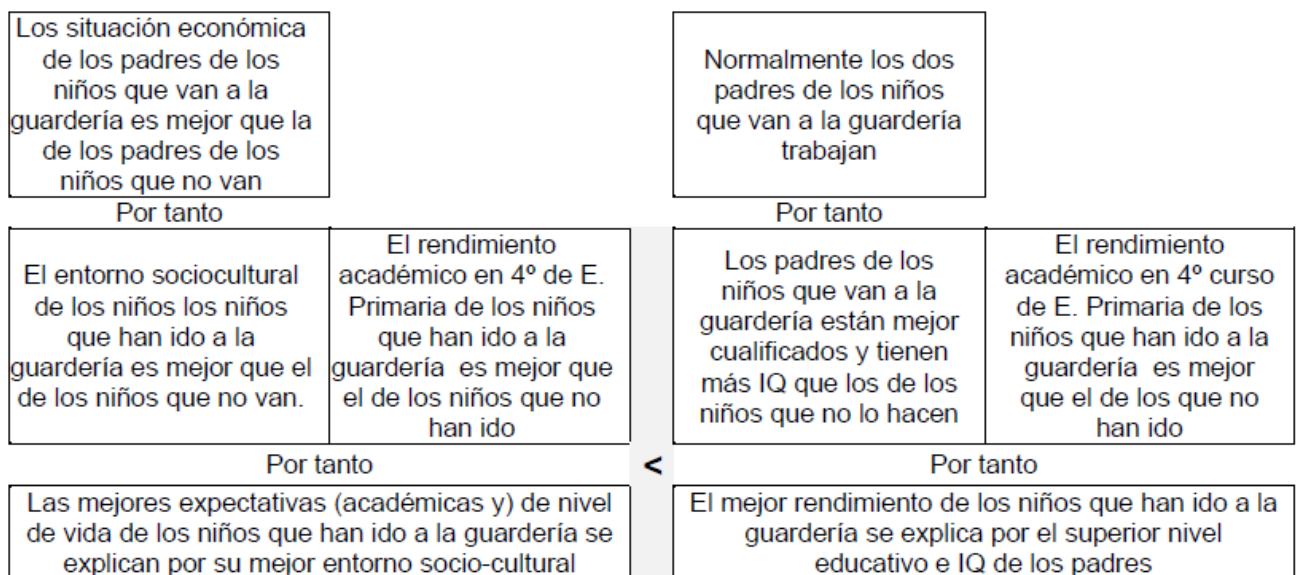 Los situación económica
de los padres de los
niños que van a la
guardería es mejor que la
de los padres de los
niños que no van
Normalmente los dos
padres de los niños
que van a la guardería
trabajan
Por tanto
Por tanto
El entorno sociocultural
de los niños los niños
que han ido a la
guardería es mejor que el
de los niños que no van.
El rendimiento
académico en 4º de E.
Primaria de los niños
que han ido a la
guardería es mejor que
el de los niños que no
han ido
Los padres de los
niños que van a la
guardería están mejor
cualificados y tienen
más IQ que los de los
niños que no lo hacen
El rendimiento
académico en 4º curso
de E. Primaria de los
niños que han ido a la
guardería es mejor
que el de los que no
han ido
Por tanto
<
Por tanto
Las mejores expectativas (académicas y) de nivel
de vida de los niños que han ido a la guardería se
explican por su mejor entorno socio-cultural
El mejor rendimiento de los niños que han ido a la
guardería se explica por el superior nivel
educativo e IQ de los padres